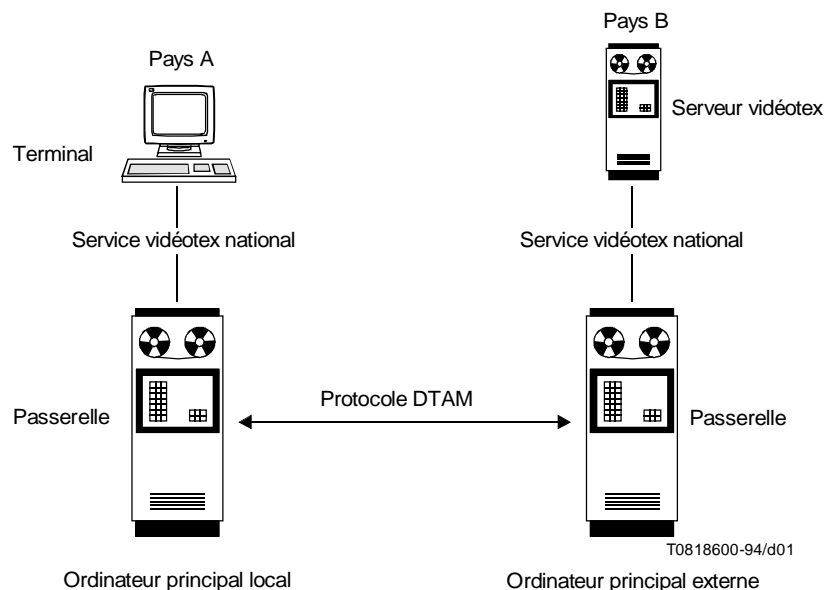 Pays B
Pays A
Serveur vidéotex
Terminal
Service vidéotex national
Service vidéotex national
Protocole DTAM
Passerelle
Passerelle
T0818600-94/d01
Ordinateur principal local
Ordinateur principal externe